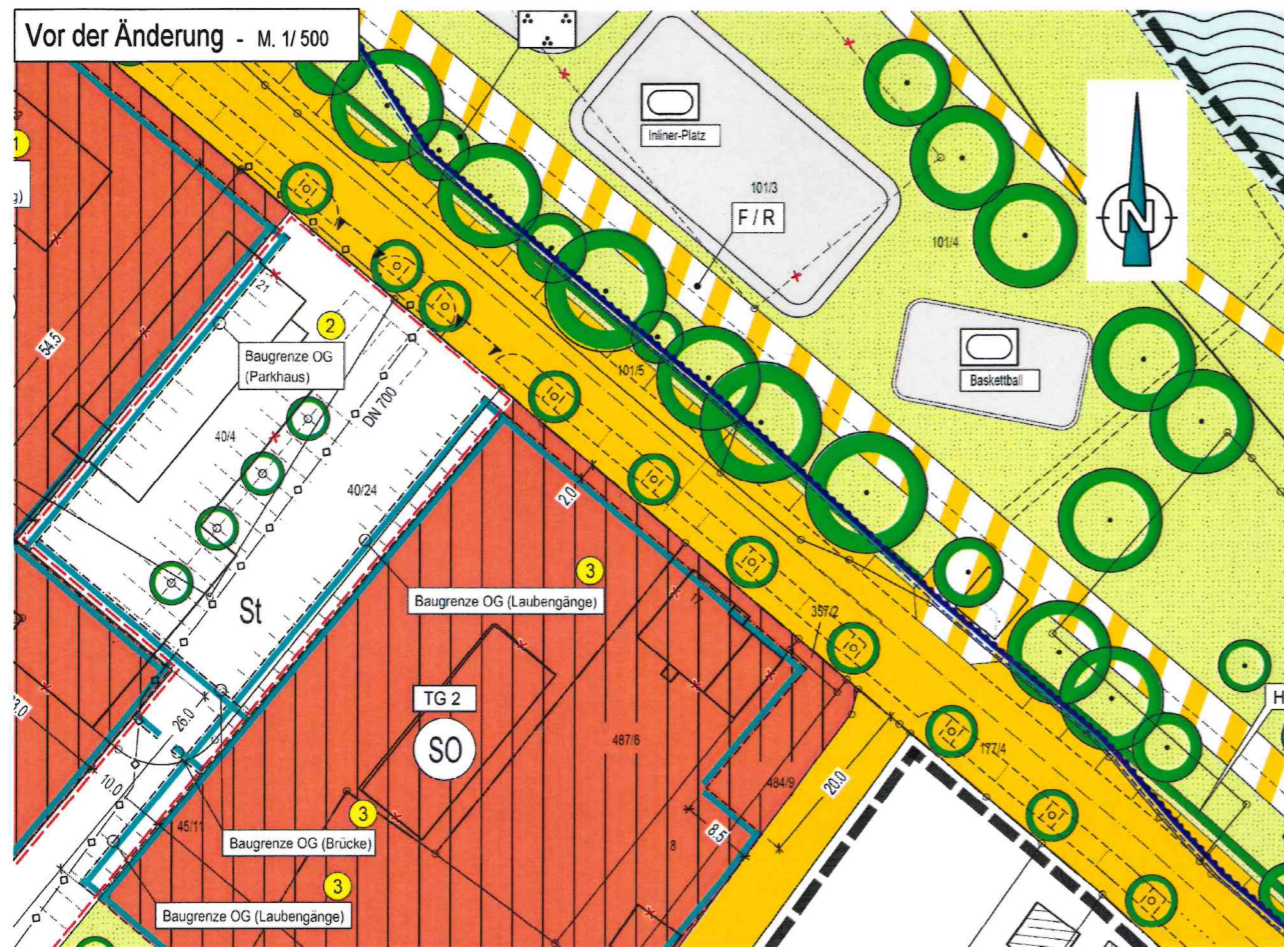 Vor der Änderung - M. 1/ 500
Inliner-Platz
101/3
F / R
101/4
N
1
g)
21
2
Baugrenze OG
(Parkhaus)
54.5
DN 700
40/4
40/24
101/5
Baskettball
2.0
3
Baugrenze OG (Laubengänge)
17
357/2
St
TG 2
SO
487/6
484/9
177/4
H
26.0
10.0
45/11
20.0
8.5
8
3
Baugrenze OG (Brücke)
3
Baugrenze OG (Laubengänge)